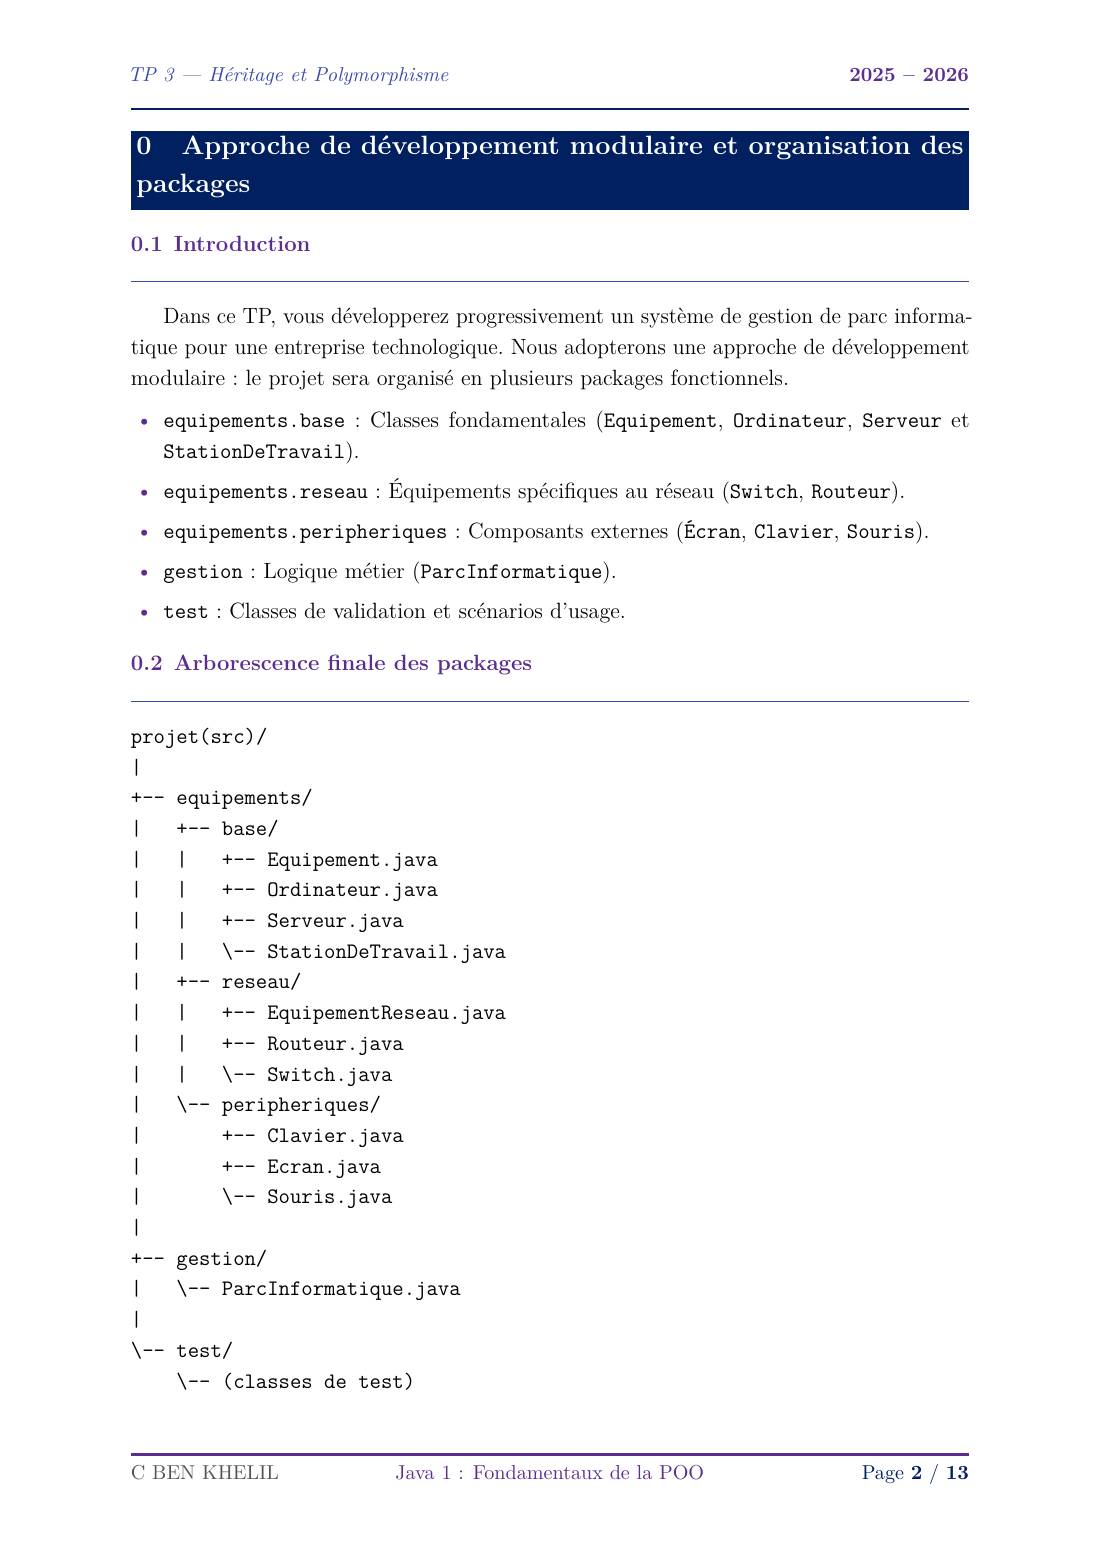 TP 3 — Héritage et Polymorphisme 2025 – 2026
0 Approche de développement modulaire et organisation des
packages
0.1 Introduction
Dans ce TP, vous développerez progressivement un système de gestion de parc informa-
tique pour une entreprise technologique. Nous adopterons une approche de développement
modulaire : le projet sera organisé en plusieurs packages fonctionnels.
• equipements.base : Classes fondamentales (Equipement, Ordinateur, Serveur et
StationDeTravail).
• equipements.reseau : Équipements spécifiques au réseau (Switch, Routeur).
• equipements.peripheriques : Composants externes (Écran, Clavier, Souris).
• gestion : Logique métier (ParcInformatique).
• test : Classes de validation et scénarios d'usage.
0.2 Arborescence finale des packages
projet(src)/
|
+-- equipements/
|   +-- base/
|   |   +-- Equipement.java
|   |   +-- Ordinateur.java
|   |   +-- Serveur.java
|   |   \-- StationDeTravail.java
|   +-- reseau/
|   |   +-- EquipementReseau.java
|   |   +-- Routeur.java
|   |   \-- Switch.java
|   \-- peripheriques/
|       +-- Clavier.java
|       +-- Ecran.java
|       \-- Souris.java
|
+-- gestion/
|   \-- ParcInformatique.java
|
\-- test/
    \-- (classes de test)
C BEN KHELIL Java 1 : Fondamentaux de la POO Page 2 / 13